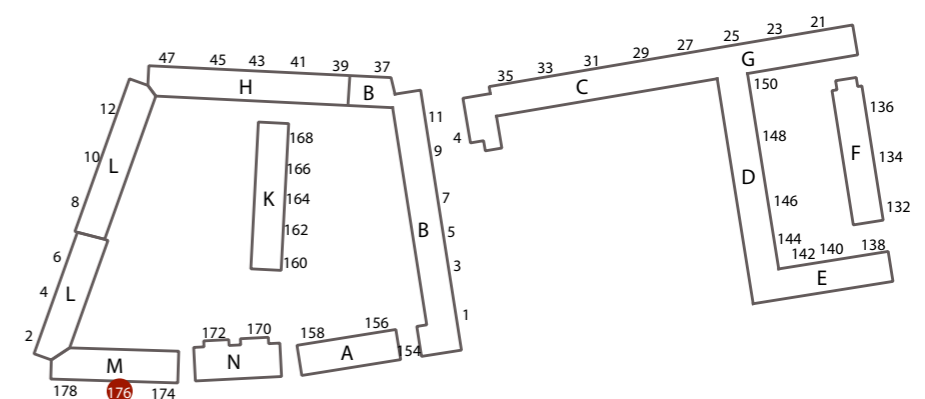 47 45 43 41 39 37
H B
35 33 31 29 27 25 23 21
C G
12 10 8 L
6 4 2 L
168 166 164 162 160
K
11 9 7 5 3 1
B
4
150 148 146 144 142 140 138
D E
136 134 132
F
172 170
N
158 156 154
A
M
178 176 174